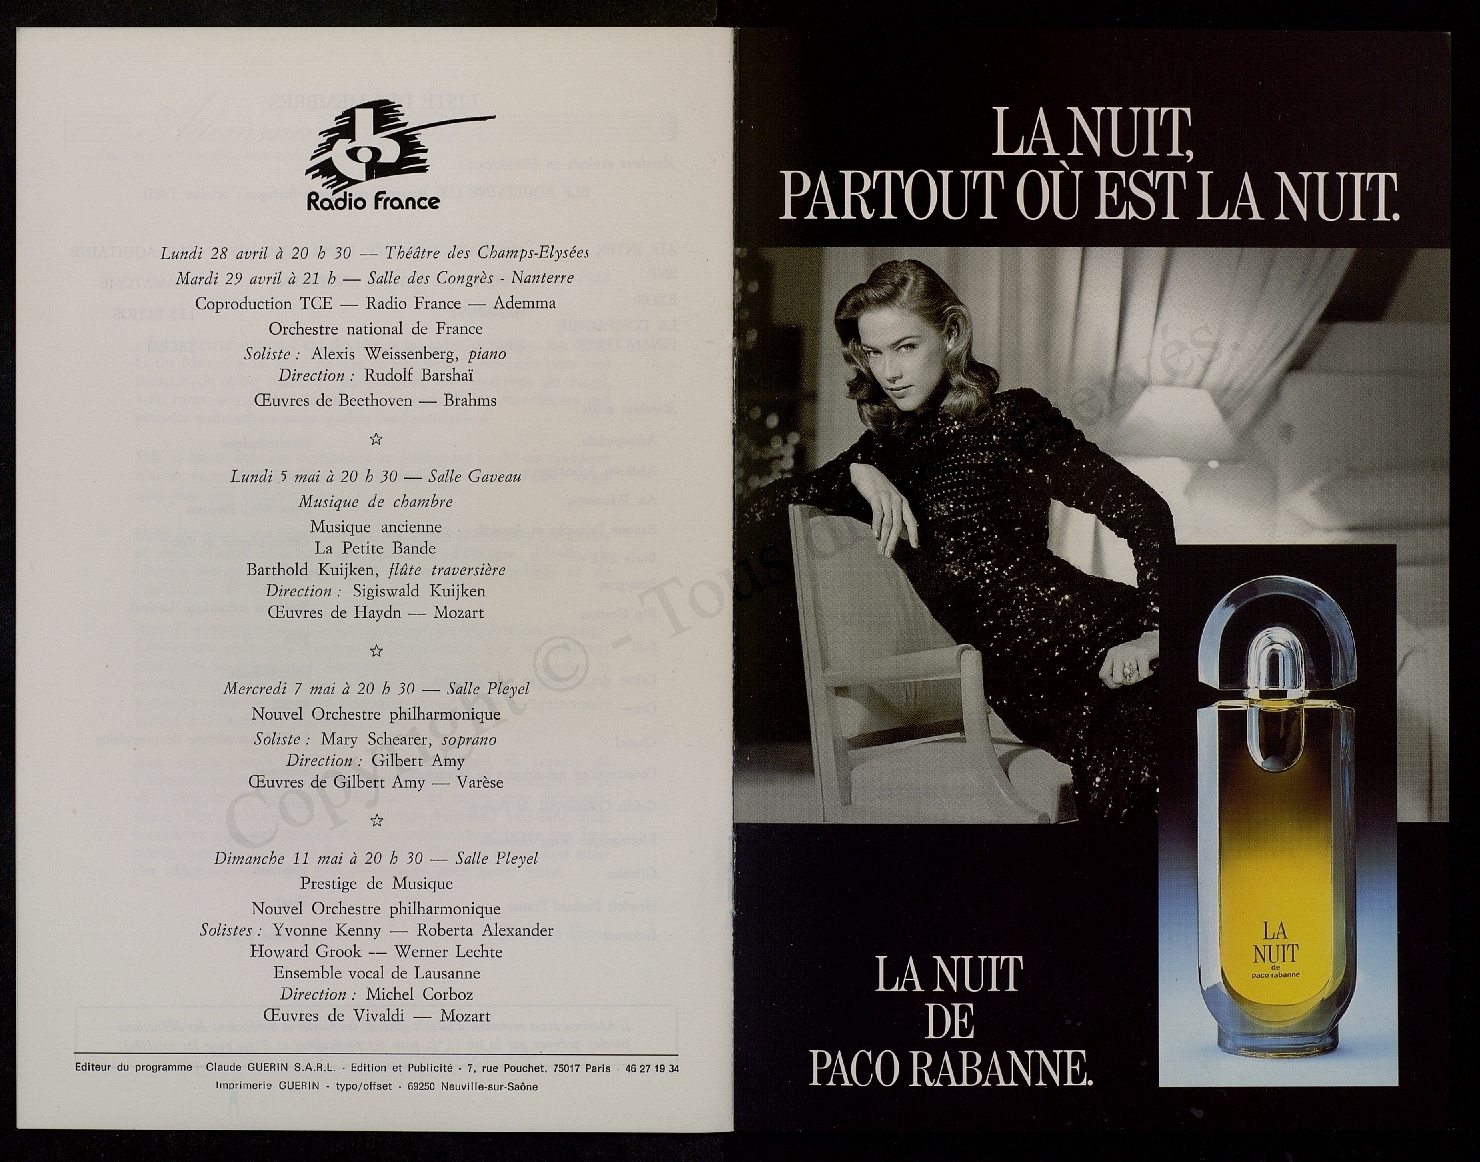 Radio France
Lundi 28 avril à 20 h 30 — Théâtre des Champs-Elysées
Mardi 29 avril à 21 h — Salle des Congrès - Nanterre
Coproduction TCE — Radio France — Ademma
Orchestre national de France
Soliste : Alexis Weissenberg, piano
Direction : Rudolf Barshaï
Œuvres de Beethoven — Brahms
☆
Lundi 5 mai à 20 h 30 — Salle Gaveau
Musique de chambre
Musique ancienne
La Petite Bande
Barthold Kuijken, flûte traversière
Direction : Sigiswald Kuijken
Œuvres de Haydn — Mozart
☆
Mercredi 7 mai à 20 h 30 — Salle Pleyel
Nouvel Orchestre philharmonique
Soliste : Mary Schearer, soprano
Direction : Gilbert Amy
Œuvres de Gilbert Amy — Varèse
☆
Dimanche 11 mai à 20 h 30 — Salle Pleyel
Prestige de Musique
Nouvel Orchestre philharmonique
Solistes : Yvonne Kenny — Roberta Alexander
Howard Grook — Werner Lechte
Ensemble vocal de Lausanne
Direction : Michel Corboz
Œuvres de Vivaldi — Mozart
Editeur du programme · Claude GUERIN S.A.R.L. - Edition et Publicité - 7, rue Pouchet, 75017 Paris · 46 27 19 34
Imprimerie GUERIN - typo/offset - 69250 Neuville-sur-Saône
Copyright © - Tous
LA NUIT,
PARTOUT OÙ EST LA NUIT.
LA
NUIT
de
paco rabanne
LA NUIT
DE
PACO RABANNE.